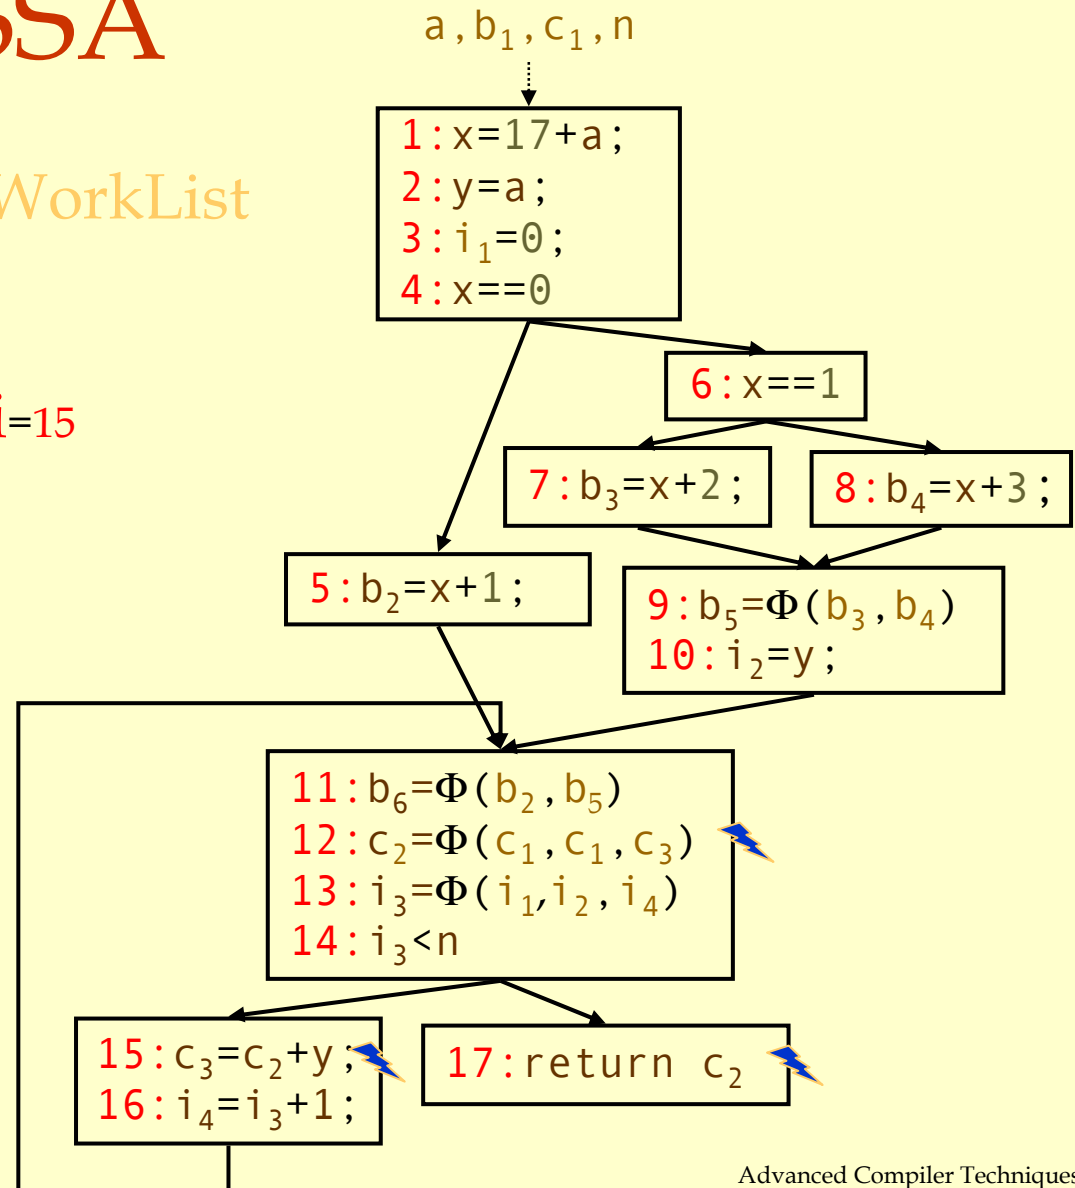 SSA
a,b₁,c₁,n
1:x=17+a;
2:y=a;
3:i₁=0;
4:x==0
WorkList
6:x==1
i=15
7:b₃=x+2;
8:b₄=x+3;
5:b₂=x+1;
9:b₅=Φ(b₃,b₄)
10:i₂=y;
11:b₆=Φ(b₂,b₅)
12:c₂=Φ(c₁,c₁,c₃)
13:i₃=Φ(i₁,i₂,i₄)
14:i₃<n
15:c₃=c₂+y;
16:i₄=i₃+1;
17:return c₂
Advanced Compiler Techniques